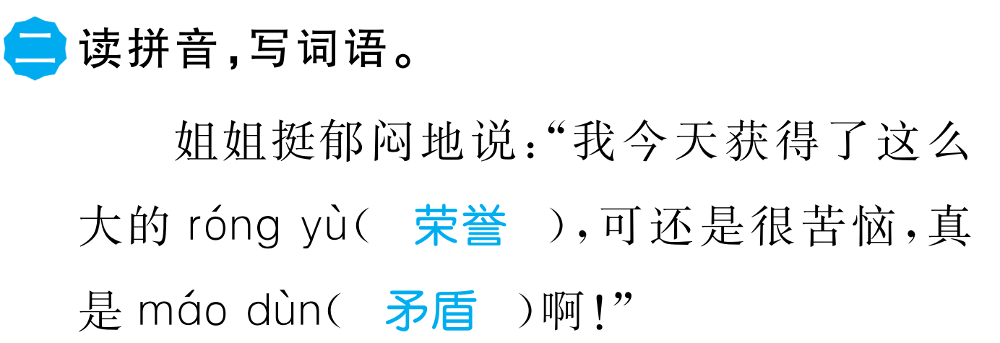 二 读拼音,写词语。
姐姐挺郁闷地说:“我今天获得了这么
大的 róng yù( 荣誉 ),可还是很苦恼,真
是 máo dùn( 矛盾 )啊!”